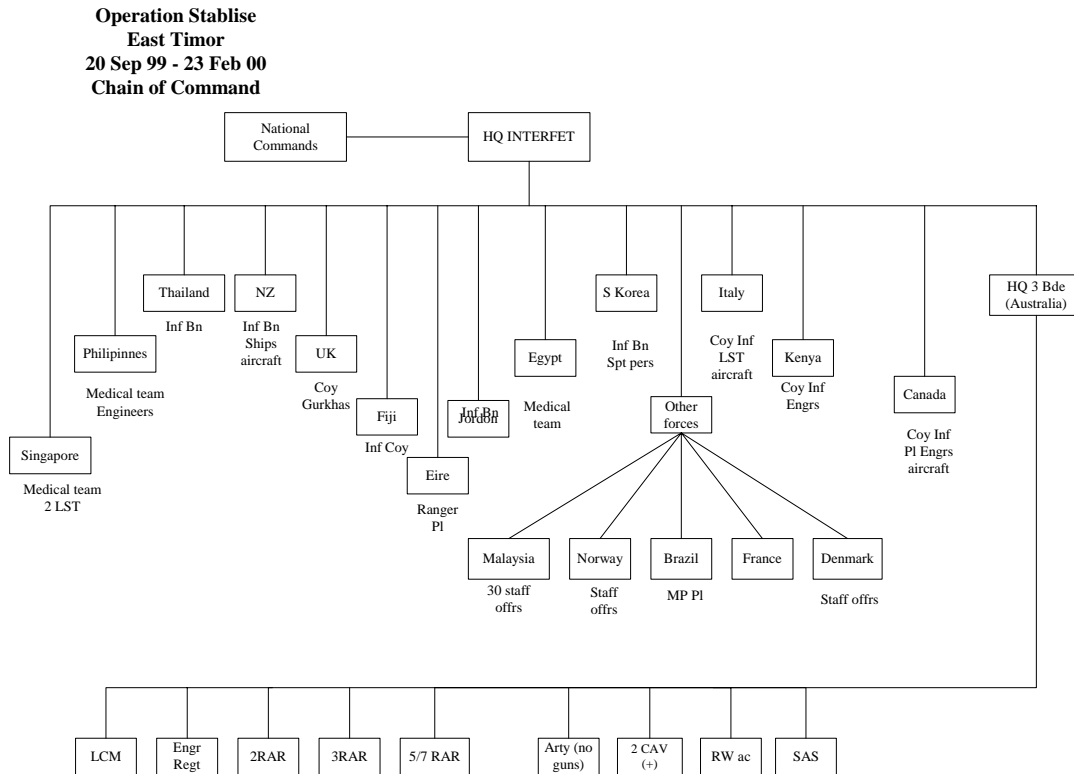 Operation Stablise
East Timor
20 Sep 99 - 23 Feb 00
Chain of Command
National
Commands
HQ INTERFET
Thailand
Inf Bn
NZ
Inf Bn
Ships
aircraft
S Korea
Inf Bn
Spt pers
Italy
Coy Inf
LST
aircraft
HQ 3 Bde
(Australia)
Philipinnes
Medical team
Engineers
UK
Coy
Gurkhas
Egypt
Medical
team
Kenya
Coy Inf
Engrs
Fiji
Inf Coy
Inf Bn
Jordon
Other
forces
Canada
Coy Inf
Pl Engrs
aircraft
Singapore
Medical team
2 LST
Eire
Ranger
Pl
Malaysia
30 staff
offrs
Norway
Staff
offrs
Brazil
MP Pl
France
Denmark
Staff offrs
LCM
Engr
Regt
2RAR
3RAR
5/7 RAR
Arty (no
guns)
2 CAV
(+)
RW ac
SAS